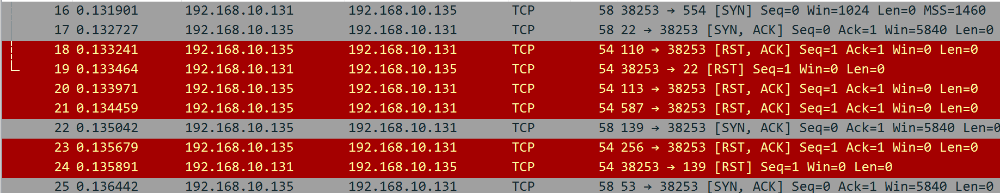 16 0.131901 192.168.10.131 192.168.10.135 TCP 58 38253 → 554 [SYN] Seq=0 Win=1024 Len=0 MSS=1460
17 0.132727 192.168.10.135 192.168.10.131 TCP 58 22 → 38253 [SYN, ACK] Seq=0 Ack=1 Win=5840 Len=0
18 0.133241 192.168.10.135 192.168.10.131 TCP 54 110 → 38253 [RST, ACK] Seq=1 Ack=1 Win=0 Len=0
19 0.133464 192.168.10.131 192.168.10.135 TCP 54 38253 → 22 [RST] Seq=1 Win=0 Len=0
20 0.133971 192.168.10.135 192.168.10.131 TCP 54 113 → 38253 [RST, ACK] Seq=1 Ack=1 Win=0 Len=0
21 0.134459 192.168.10.135 192.168.10.131 TCP 54 587 → 38253 [RST, ACK] Seq=1 Ack=1 Win=0 Len=0
22 0.135042 192.168.10.135 192.168.10.131 TCP 58 139 → 38253 [SYN, ACK] Seq=0 Ack=1 Win=5840 Len=0
23 0.135679 192.168.10.135 192.168.10.131 TCP 54 256 → 38253 [RST, ACK] Seq=1 Ack=1 Win=0 Len=0
24 0.135891 192.168.10.131 192.168.10.135 TCP 54 38253 → 139 [RST] Seq=1 Win=0 Len=0
25 0.136442 192.168.10.135 192.168.10.131 TCP 58 53 → 38253 [SYN, ACK] Seq=0 Ack=1 Win=5840 Len=0